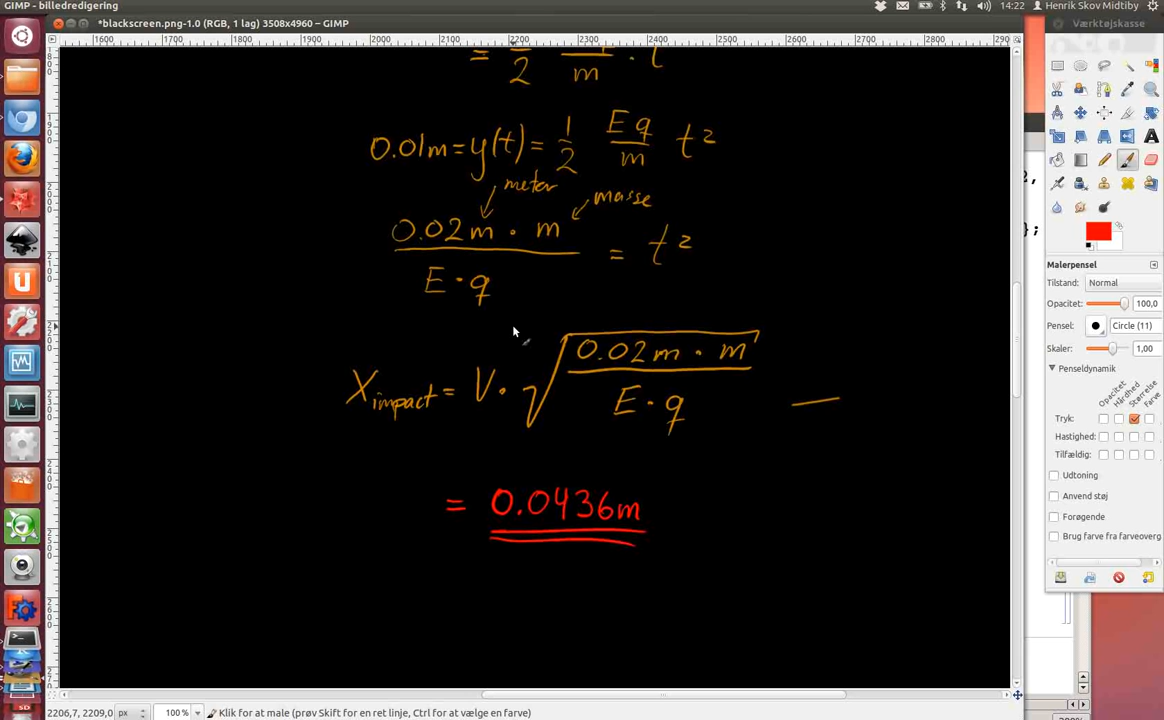 GIMP - billedredigering
14:22 Henrik Skov Midtiby
*blackscreen.png-1.0 (RGB, 1 lag) 3508x4960 – GIMP
Værktøjskasse
1600 1700 1800 1900 2000 2100 2200 2300 2400 2500 2600 2700 2800 290
= — — · t
2 m
0.01m = y(t) = 1/2 Eq/m t²
meter
masse
0.02m · m
= t²
E · q
X impact = V · √ 0.02m · m
E · q
= 0.0436m
Malerpensel
Tilstand: Normal
Opacitet: 100,0
Pensel: Circle (11)
Skaler: 1,00
Penseldynamik
Opacitet Hårdhed Størrelse Farve
Tryk:
Hastighed:
Tilfældig:
Udtoning
Anvend støj
Forøgende
Brug farve fra farveoverg
2206,7, 2209,0 px 100 % Klik for at male (prøv Skift for en ret linje, Ctrl for at vælge en farve)